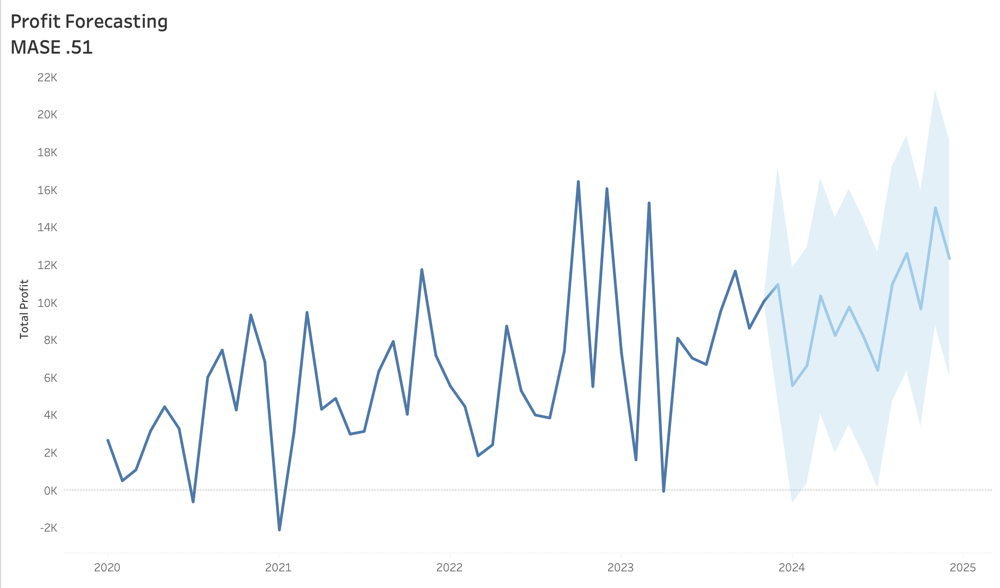 Profit Forecasting
MASE .51
22K
20K
18K
16K
14K
12K
10K
8K
6K
4K
2K
0K
-2K
Total Profit
2020 2021 2022 2023 2024 2025